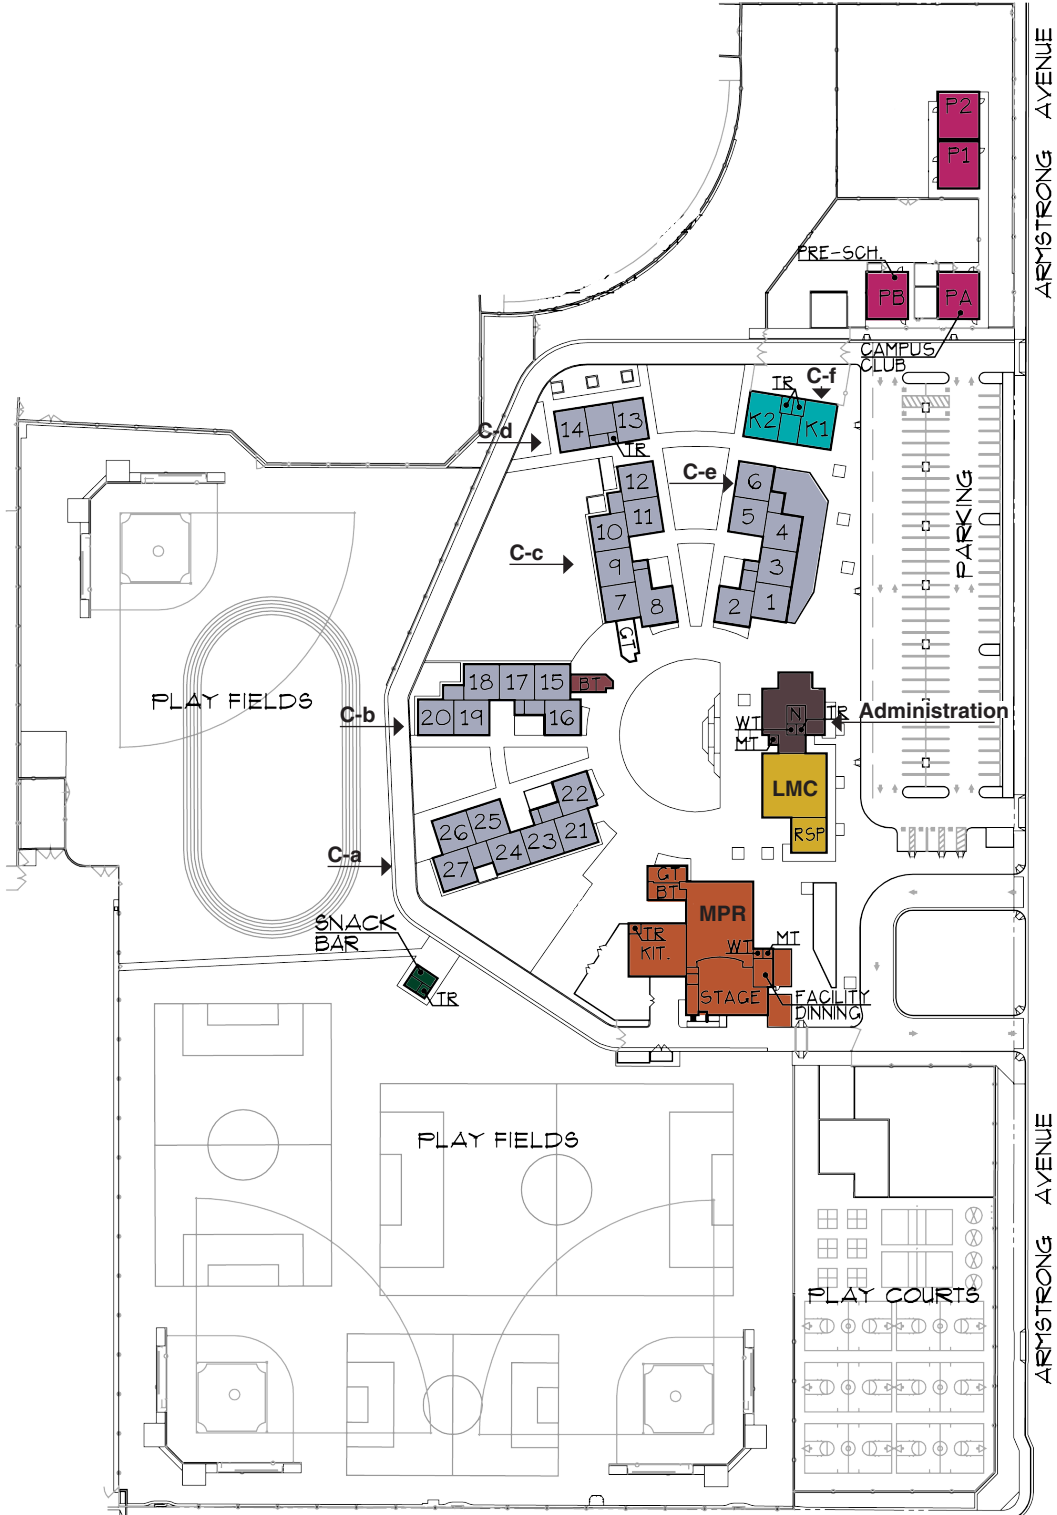 ARMSTRONG AVENUE
P2
P1
PRE-SCH.
PB
PA
CAMPUS
CLUB
C-f
TR
K2
K1
C-d
14
13
TR
C-e
12
11
10
9
7
8
6
5
4
3
2
1
C-c
GT
PARKING
PLAY FIELDS
18
17
15
BT
20
19
16
C-b
N
TR
Administration
WT
MT
LMC
RSP
22
26
25
27
24
23
21
C-a
GT
BT
MPR
SNACK
BAR
TR
TR
KIT.
WT
MT
STAGE
FACILITY
DINNING
PLAY FIELDS
ARMSTRONG AVENUE
PLAY COURTS